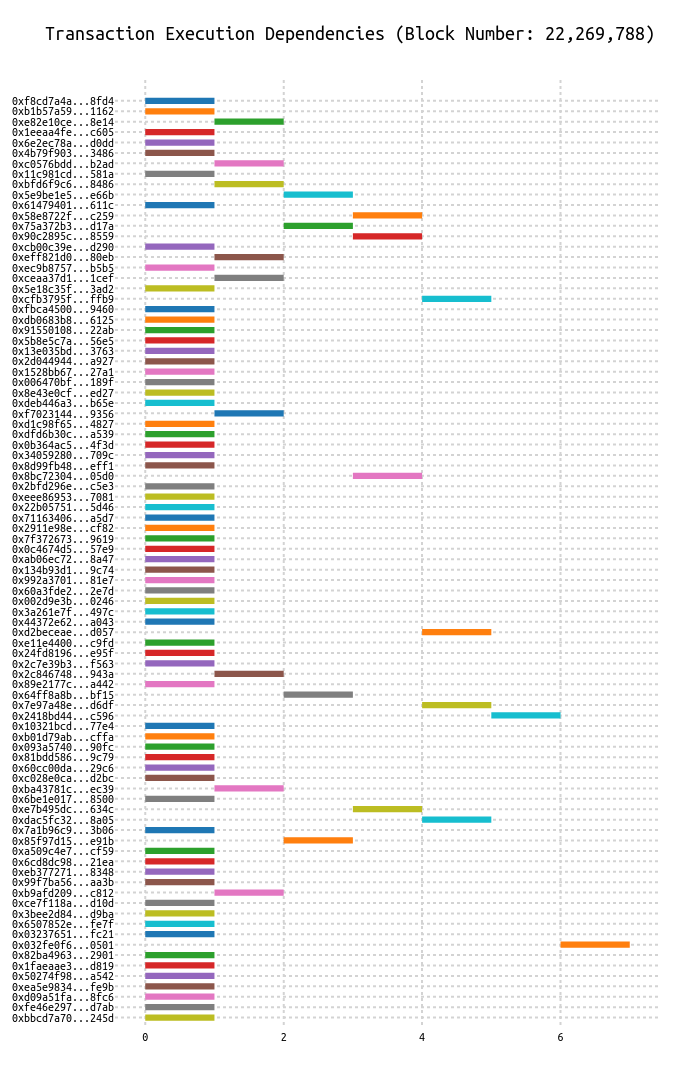 Transaction Execution Dependencies (Block Number: 22,269,788)
0xf8cd7a4a...8fd4
0xb1b57a59...1162
0xe82e10ce...8e14
0x1eeaa4fe...c605
0x6e2ec78a...d0dd
0x4b79f903...3486
0xc0576bdd...b2ad
0x11c981cd...581a
0xbfd6f9c6...8486
0x5e9be1e5...e66b
0x61479401...611c
0x58e8722f...c259
0x75a372b3...d17a
0x90c2895c...8559
0xcb00c39e...d290
0xeff821d0...80eb
0xec9b8757...b5b5
0xceaa37d1...1cef
0x5e18c35f...3ad2
0xcfb3795f...ffb9
0xfbca4500...9460
0xdb0683b8...6125
0x91550108...22ab
0x5b8e5c7a...56e5
0x13e035bd...3763
0x2d044944...a927
0x1528bb67...27a1
0x006470bf...189f
0x8e43e0cf...ed27
0xdeb446a3...b65e
0xf7023144...9356
0xd1c98f65...4827
0xdfd6b30c...a539
0x0b364ac5...4f3d
0x34059280...709c
0x8d99fb48...eff1
0x8bc72304...05d0
0x2bfd296e...c5e3
0xeee86953...7081
0x22b05751...5d46
0x71163406...a5d7
0x2911e98e...cf82
0x7f372673...9619
0x0c4674d5...57e9
0xab06ec72...8a47
0x134b93d1...9c74
0x992a3701...81e7
0x60a3fde2...2e7d
0x002d9e3b...0246
0x3a261e7f...497c
0x44372e62...a043
0xd2beceae...d057
0xe11e4400...c9fd
0x24fd8196...e95f
0x2c7e39b3...f563
0x2c846748...943a
0x89e2177c...a442
0x64ff8a8b...bf15
0x7e97a48e...d6df
0x2418bd44...c596
0x10321bcd...77e4
0xb01d79ab...cffa
0x093a5740...90fc
0x81bdd586...9c79
0x60cc00da...29c6
0xc028e0ca...d2bc
0xba43781c...ec39
0x6be1e017...8500
0xe7b495dc...634c
0xdac5fc32...8a05
0x7a1b96c9...3b06
0x85f97d15...e91b
0xa509c4e7...cf59
0x6cd8dc98...21ea
0xeb377271...8348
0x99f7ba56...aa3b
0xb9afd209...c812
0xce7f118a...d10d
0x3bee2d84...d9ba
0x6507852e...fe7f
0x03237651...fc21
0x032fe0f6...0501
0x82ba4963...2901
0x1faeaae3...d819
0x50274f98...a542
0xea5e9834...fe9b
0xd09a51fa...8fc6
0xfe46e297...d7ab
0xbbcd7a70...245d
0 2 4 6